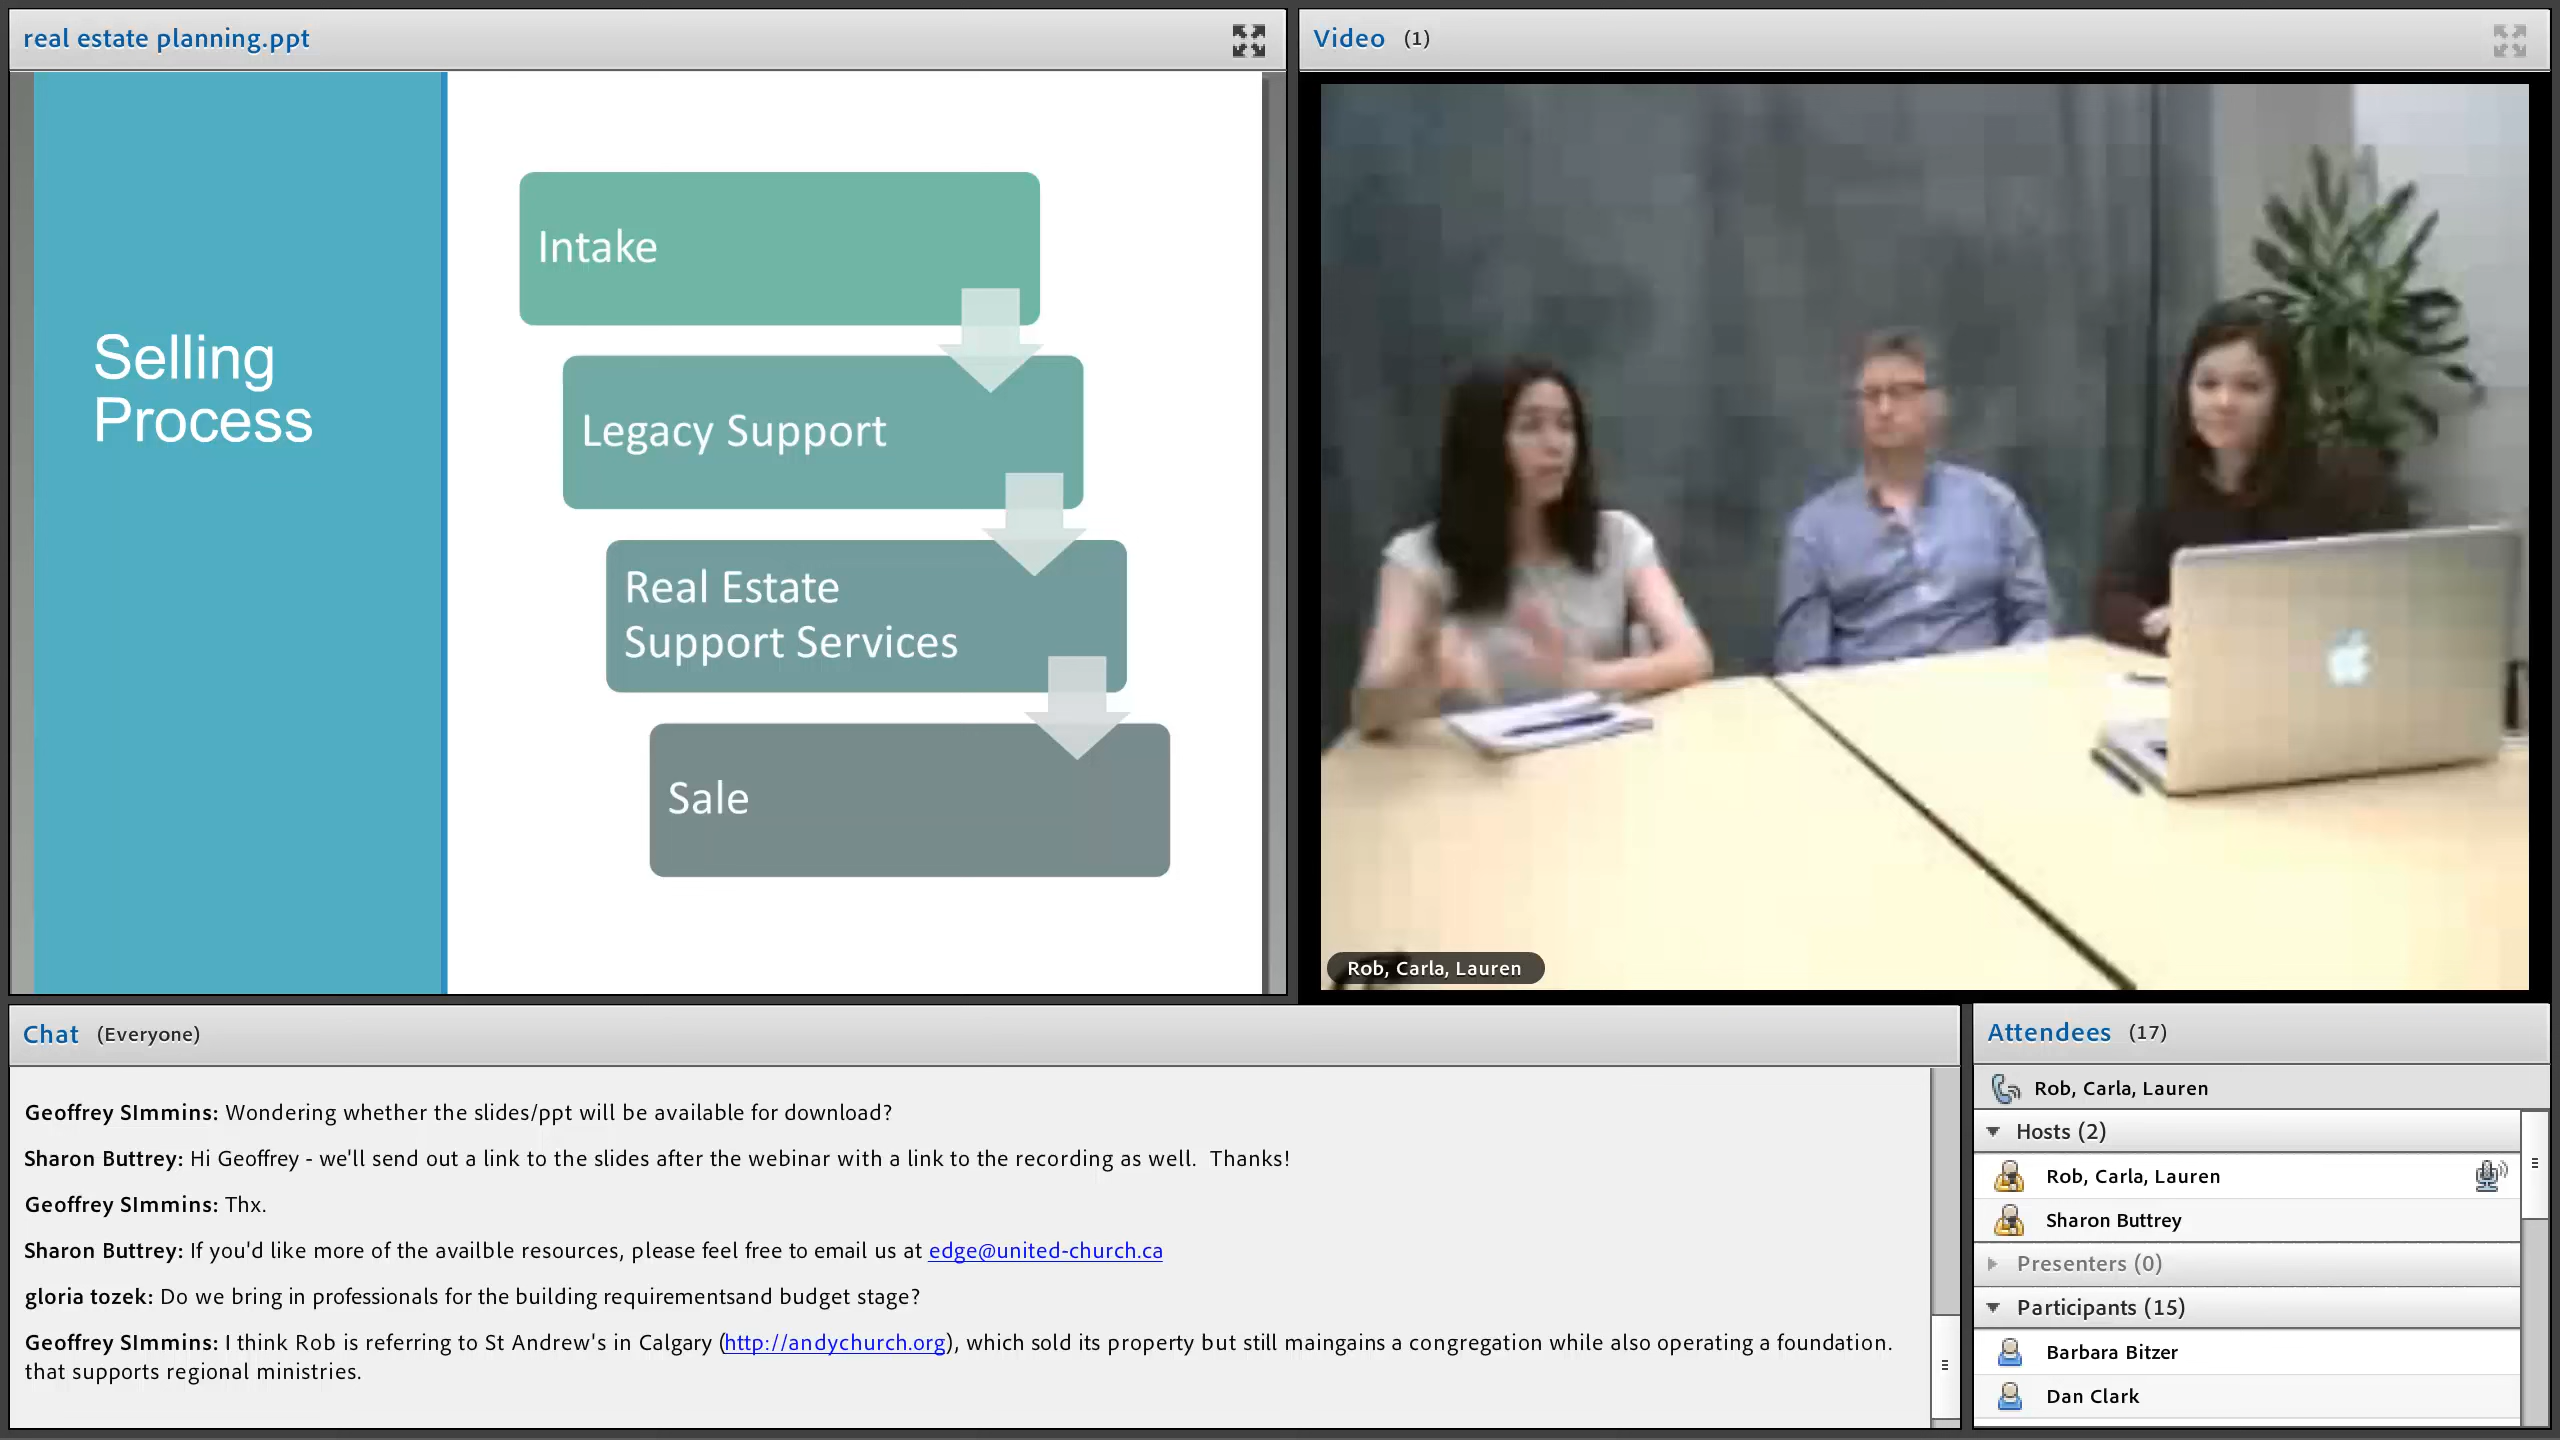 real estate planning.ppt
Selling
Process
Intake
Legacy Support
Real Estate
Support Services
Sale
Video (1)
Rob, Carla, Lauren
Chat (Everyone)
Geoffrey SImmins: Wondering whether the slides/ppt will be available for download?
Sharon Buttrey: Hi Geoffrey - we'll send out a link to the slides after the webinar with a link to the recording as well.  Thanks!
Geoffrey SImmins: Thx.
Sharon Buttrey: If you'd like more of the availble resources, please feel free to email us at edge@united-church.ca
gloria tozek: Do we bring in professionals for the building requirementsand budget stage?
Geoffrey SImmins: I think Rob is referring to St Andrew's in Calgary (http://andychurch.org), which sold its property but still maingains a congregation while also operating a foundation.
that supports regional ministries.
Attendees (17)
Rob, Carla, Lauren
Hosts (2)
Rob, Carla, Lauren
Sharon Buttrey
Presenters (0)
Participants (15)
Barbara Bitzer
Dan Clark